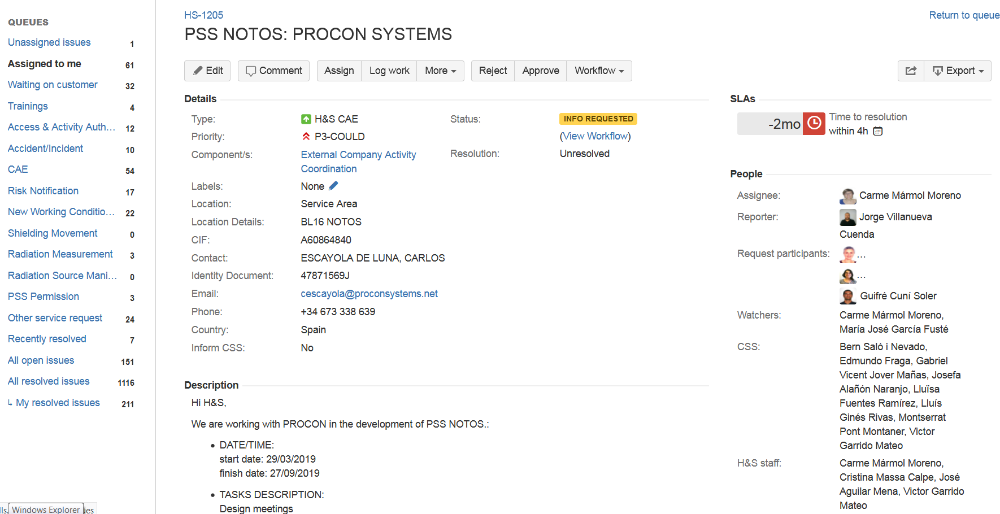 QUEUES
Unassigned issues 1
Assigned to me 61
Waiting on customer 32
Trainings 4
Access & Activity Auth... 12
Accident/Incident 10
CAE 54
Risk Notification 17
New Working Conditio... 22
Shielding Movement 0
Radiation Measurement 3
Radiation Source Mani... 0
PSS Permission 3
Other service request 24
Recently resolved 7
All open issues 151
All resolved issues 1116
↳ My resolved issues 211
Windows Explorer
HS-1205
Return to queue
PSS NOTOS: PROCON SYSTEMS
Edit Comment Assign Log work More Reject Approve Workflow Export
Details
Type: H&S CAE
Priority: P3-COULD
Component/s: External Company Activity
Coordination
Labels: None
Location: Service Area
Location Details: BL16 NOTOS
CIF: A60864840
Contact: ESCAYOLA DE LUNA, CARLOS
Identity Document: 47871569J
Email: cescayola@proconsystems.net
Phone: +34 673 338 639
Country: Spain
Inform CSS: No
Status: INFO REQUESTED
(View Workflow)
Resolution: Unresolved
Description
Hi H&S,
We are working with PROCON in the development of PSS NOTOS.:
• DATE/TIME:
start date: 29/03/2019
finish date: 27/09/2019
• TASKS DESCRIPTION:
Design meetings
SLAs
-2mo Time to resolution
within 4h
People
Assignee: Carme Mármol Moreno
Reporter: Jorge Villanueva
Cuenda
Request participants: ...
...
Guifré Cuní Soler
Watchers: Carme Mármol Moreno,
María José García Fusté
CSS: Bern Saló i Nevado,
Edmundo Fraga, Gabriel
Vicent Jover Mañas, Josefa
Alañón Naranjo, Lluïsa
Fuentes Ramírez, Lluís
Ginés Rivas, Montserrat
Pont Montaner, Victor
Garrido Mateo
H&S staff: Carme Mármol Moreno,
Cristina Massa Calpe, José
Aguilar Mena, Victor Garrido
Mateo